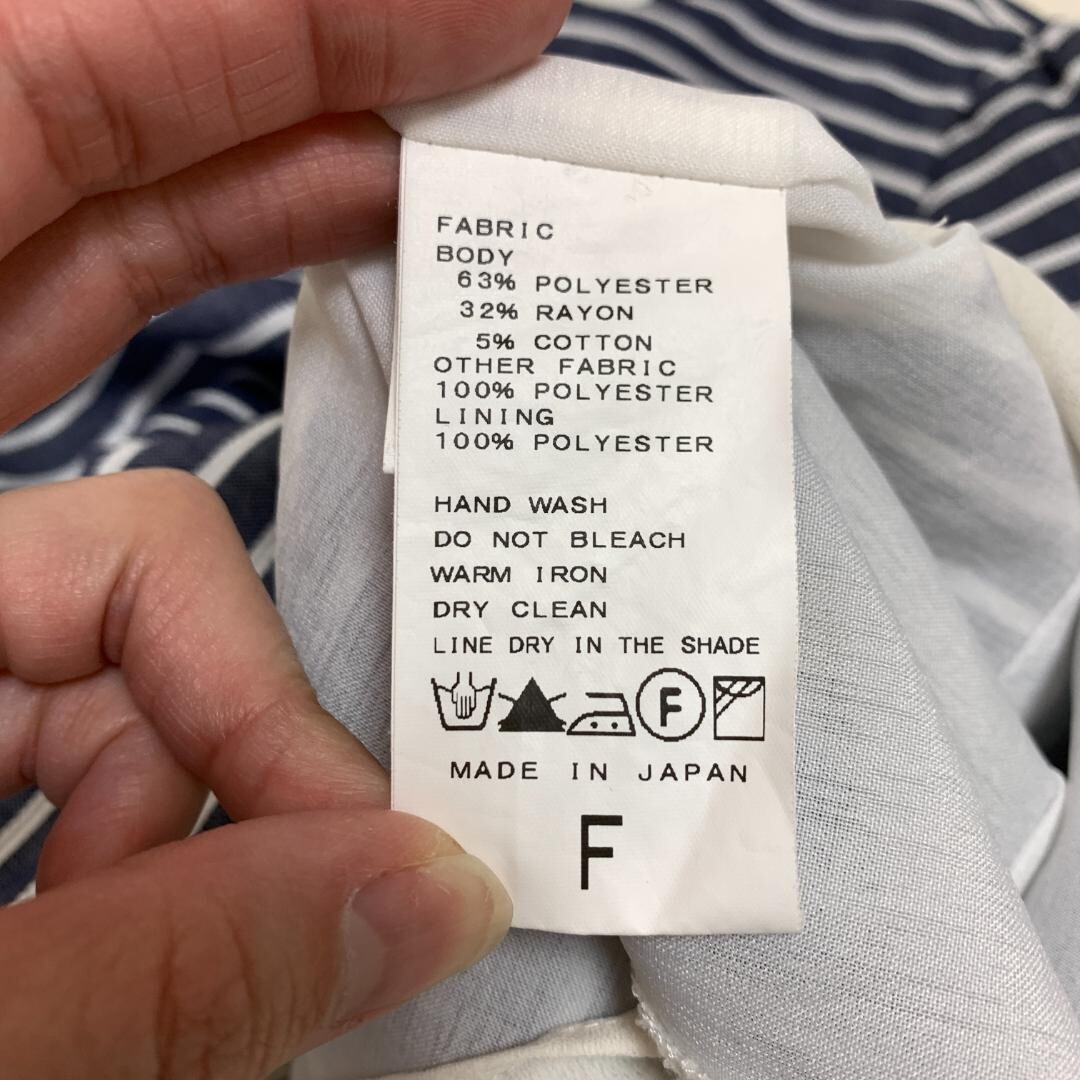 FABRIC
BODY
63% POLYESTER
32% RAYON
5% COTTON
OTHER FABRIC
100% POLYESTER
LINING
100% POLYESTER
HAND WASH
DO NOT BLEACH
WARM IRON
DRY CLEAN
LINE DRY IN THE SHADE
F
MADE IN JAPAN
F